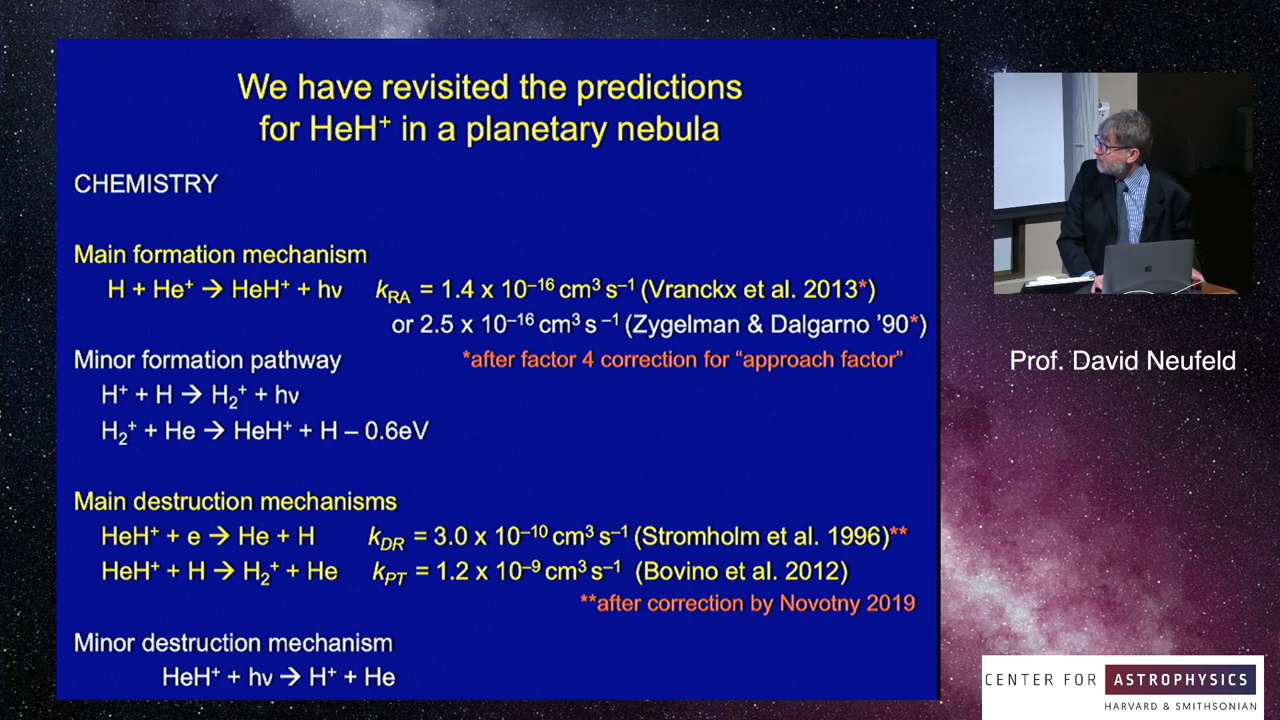 We have revisited the predictions
for HeH⁺ in a planetary nebula
CHEMISTRY
Main formation mechanism
H + He⁺ → HeH⁺ + hν k_RA = 1.4 x 10⁻¹⁶ cm³ s⁻¹ (Vranckx et al. 2013*)
or 2.5 x 10⁻¹⁶ cm³ s ⁻¹ (Zygelman & Dalgarno '90*)
Minor formation pathway *after factor 4 correction for “approach factor”
H⁺ + H → H₂⁺ + hν
H₂⁺ + He → HeH⁺ + H – 0.6eV
Main destruction mechanisms
HeH⁺ + e → He + H k_DR = 3.0 x 10⁻¹⁰ cm³ s⁻¹ (Stromholm et al. 1996)**
HeH⁺ + H → H₂⁺ + He k_PT = 1.2 x 10⁻⁹ cm³ s⁻¹ (Bovino et al. 2012)
**after correction by Novotny 2019
Minor destruction mechanism
HeH⁺ + hν → H⁺ + He
Prof. David Neufeld
CENTER FOR ASTROPHYSICS
HARVARD & SMITHSONIAN